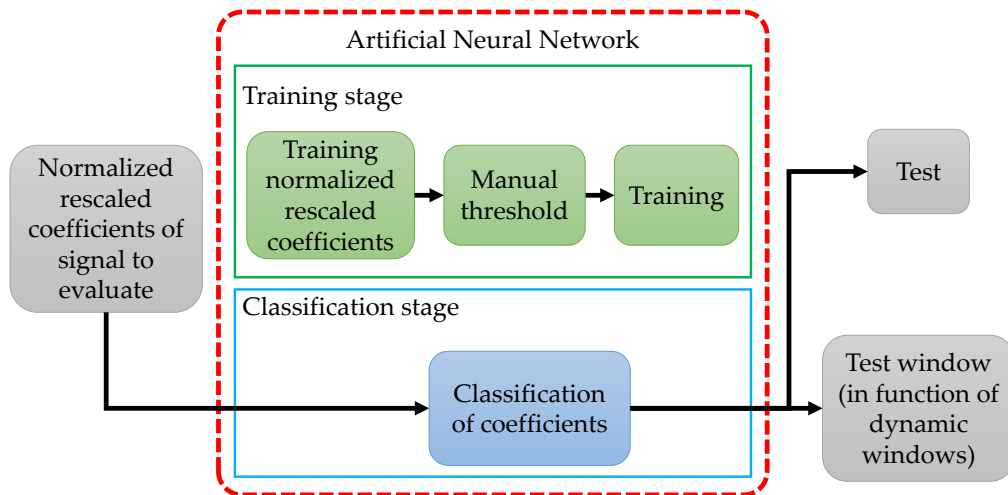 Artificial Neural Network
Training stage
Normalized
rescaled
coefficients of
signal to
evaluate
Training
normalized
rescaled
coefficients
Manual
threshold
Training
Test
Classification stage
Classification
of coefficients
Test window
(in function of
dynamic
windows)